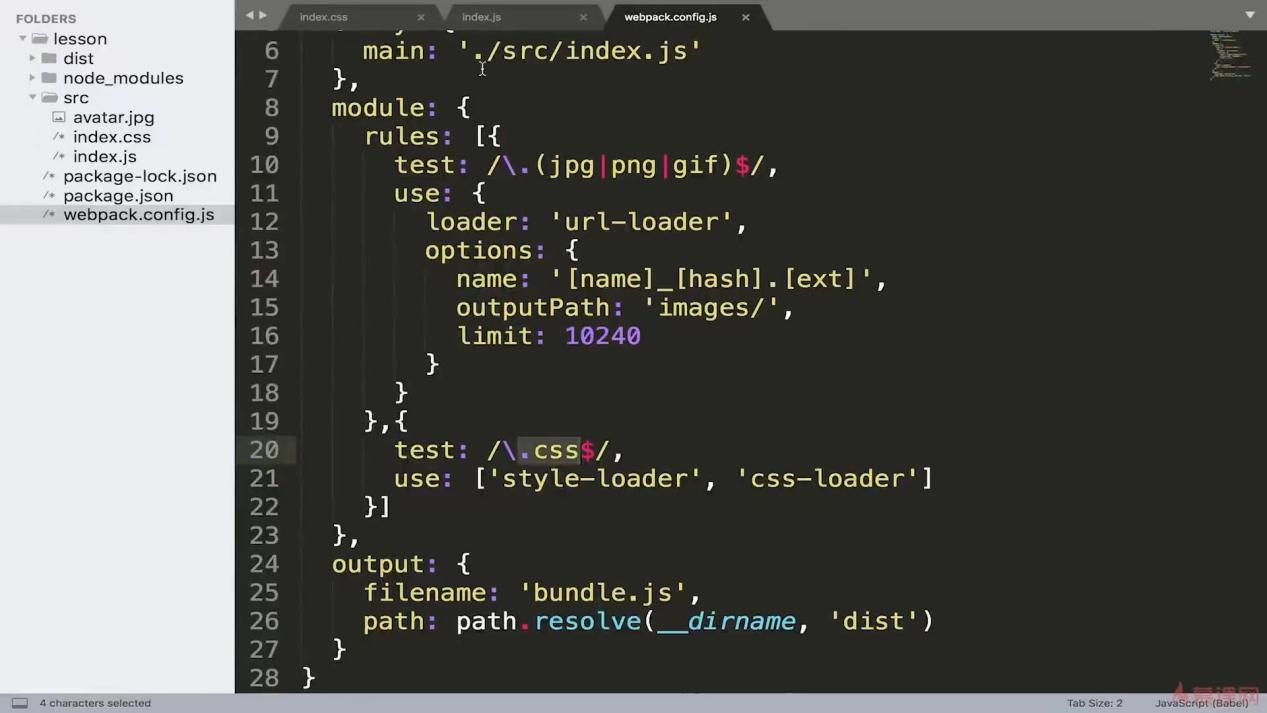 FOLDERS
lesson
dist
node_modules
src
avatar.jpg
index.css
index.js
package-lock.json
package.json
webpack.config.js
index.css
index.js
webpack.config.js
6 main: './src/index.js'
7 },
8 module: {
9 rules: [{
10 test: /\.(jpg|png|gif)$/,
11 use: {
12 loader: 'url-loader',
13 options: {
14 name: '[name]_[hash].[ext]',
15 outputPath: 'images/',
16 limit: 10240
17 }
18 }
19 },{
20 test: /\.css$/,
21 use: ['style-loader', 'css-loader']
22 }]
23 },
24 output: {
25 filename: 'bundle.js',
26 path: path.resolve(__dirname, 'dist')
27 }
28 }
4 characters selected
Tab Size: 2
JavaScript (Babel)
慕课网